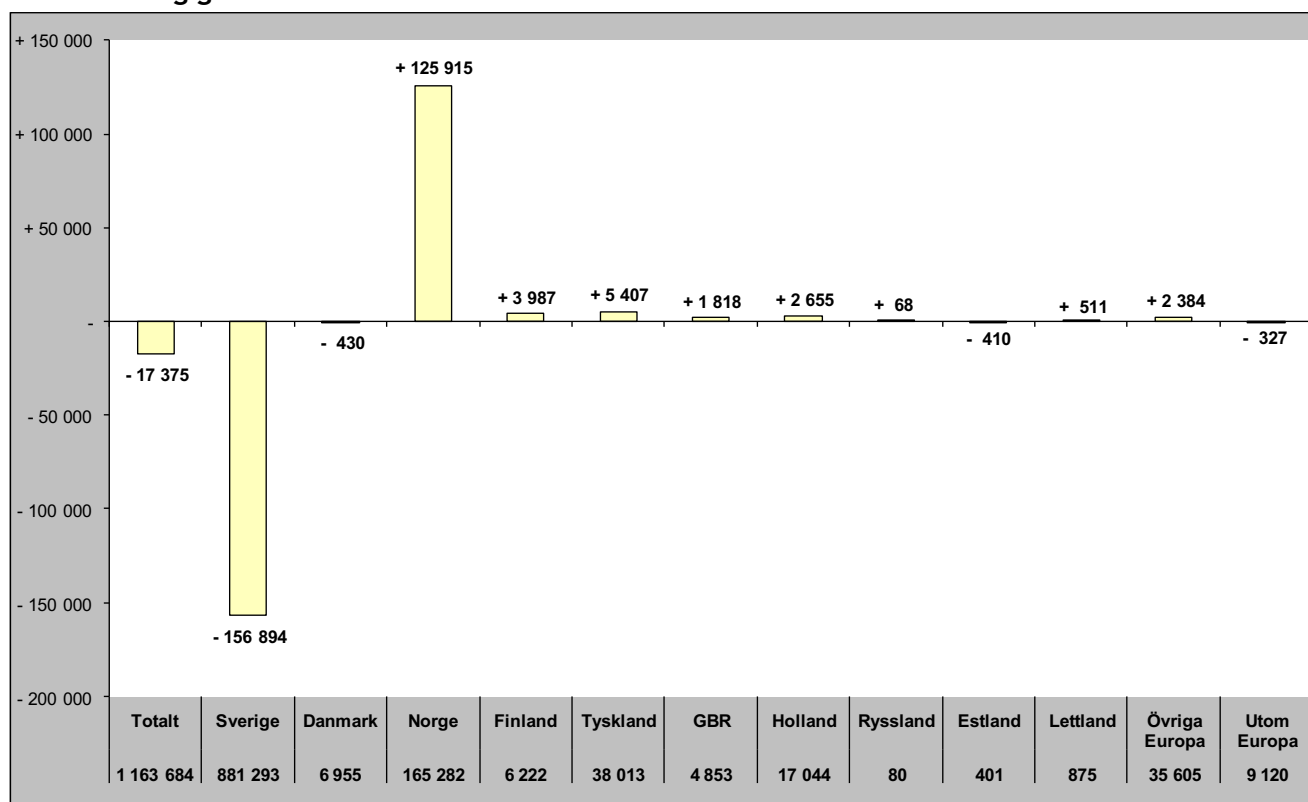 + 150 000
+ 100 000
+ 50 000
-
- 50 000
- 100 000
- 150 000
- 200 000
- 17 375
- 156 894
- 430
+ 125 915
+ 3 987
+ 5 407
+ 1 818
+ 2 655
+ 68
- 410
+ 511
+ 2 384
- 327
Totalt Sverige Danmark Norge Finland Tyskland GBR Holland Ryssland Estland Lettland Övriga Europa Utom Europa
1 163 684 881 293 6 955 165 282 6 222 38 013 4 853 17 044 80 401 875 35 605 9 120